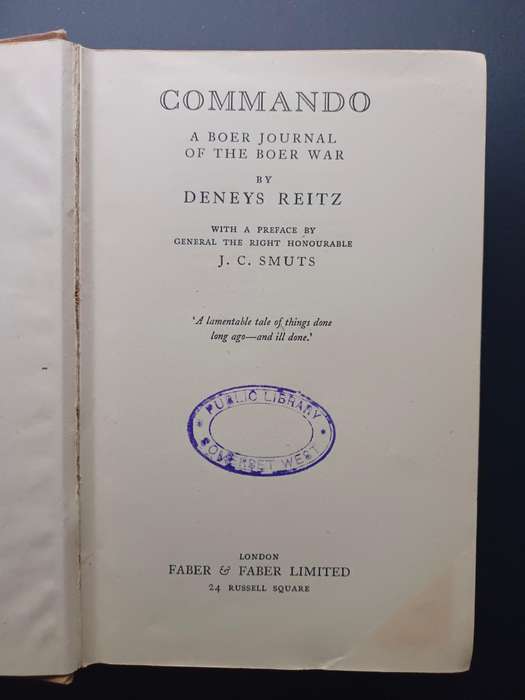 COMMANDO
A BOER JOURNAL
OF THE BOER WAR
BY
DENEYS REITZ
WITH A PREFACE BY
GENERAL THE RIGHT HONOURABLE
J. C. SMUTS
‘A lamentable tale of things done
long ago—and ill done.’
PUBLIC LIBRARY
SOMERSET WEST
LONDON
FABER & FABER LIMITED
24 RUSSELL SQUARE